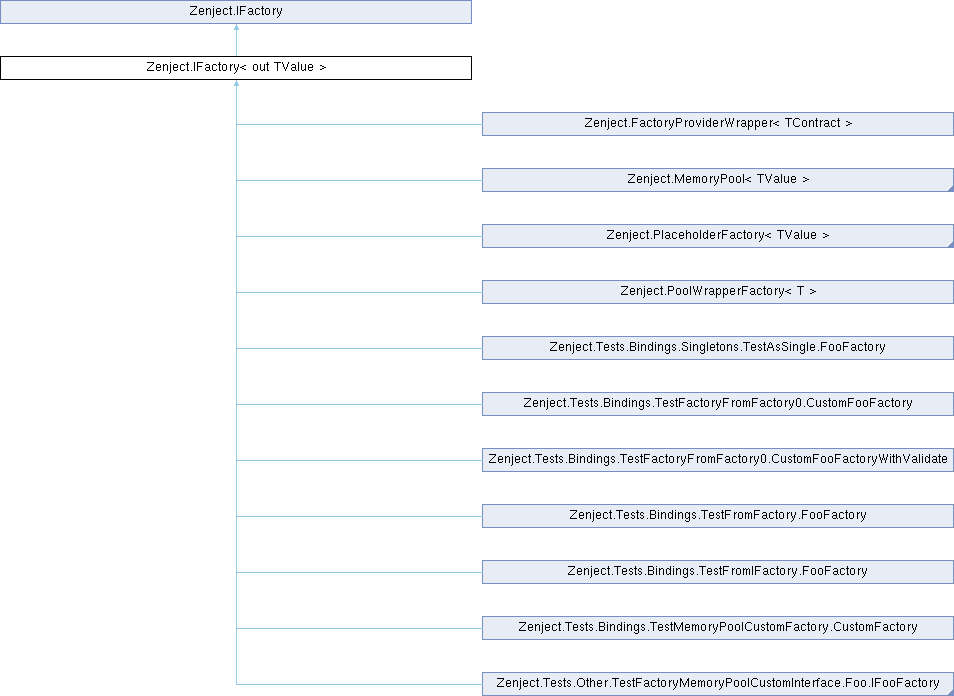 Zenject.IFactory
Zenject.IFactory< out TValue >
Zenject.FactoryProviderWrapper< TContract >
Zenject.MemoryPool< TValue >
Zenject.PlaceholderFactory< TValue >
Zenject.PoolWrapperFactory< T >
Zenject.Tests.Bindings.Singletons.TestAsSingle.FooFactory
Zenject.Tests.Bindings.TestFactoryFromFactory0.CustomFooFactory
Zenject.Tests.Bindings.TestFactoryFromFactory0.CustomFooFactoryWithValidate
Zenject.Tests.Bindings.TestFromFactory.FooFactory
Zenject.Tests.Bindings.TestFromIFactory.FooFactory
Zenject.Tests.Bindings.TestMemoryPoolCustomFactory.CustomFactory
Zenject.Tests.Other.TestFactoryMemoryPoolCustomInterface.Foo.IFooFactory